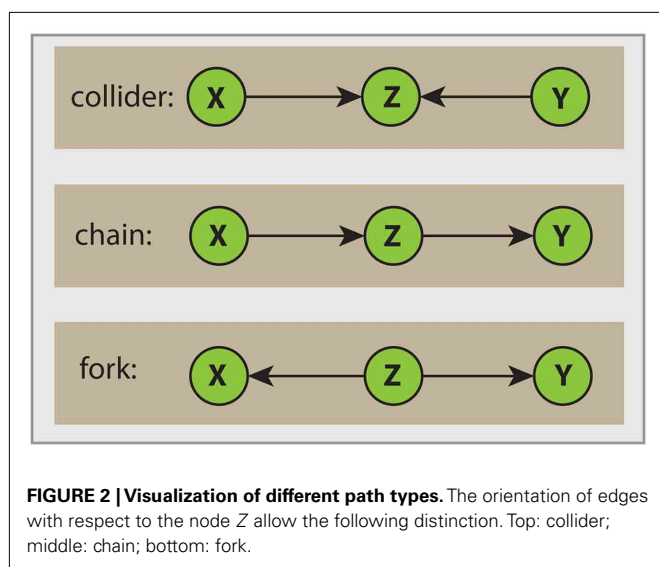 collider: X Z Y
chain: X Z Y
fork: X Z Y
FIGURE 2 | Visualization of different path types. The orientation of edges
with respect to the node Z allow the following distinction. Top: collider;
middle: chain; bottom: fork.